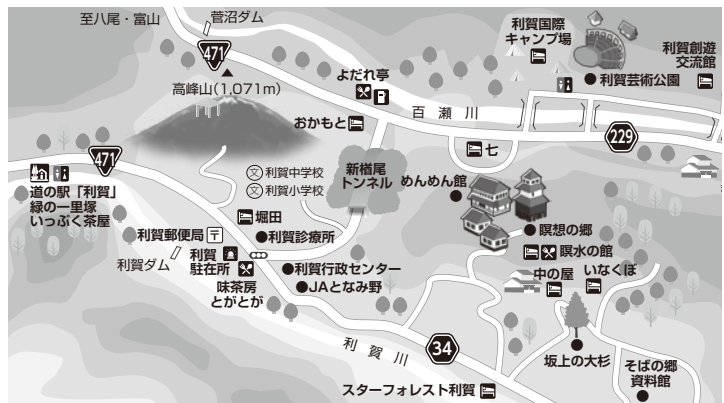 至八尾・富山
菅沼ダム
471
高峰山(1,071m)
よだれ亭
おかもと
百瀬川
利賀国際
キャンプ場
利賀芸術公園
利賀創遊
交流館
229
七
新楢尾
トンネル
めんめん館
文 利賀中学校
文 利賀小学校
471
道の駅「利賀」
緑の一里塚
いっぷく茶屋
堀田
利賀郵便局
利賀診療所
利賀ダム
利賀
駐在所
味茶房
とがとが
利賀行政センター
JAとなみ野
瞑想の郷
瞑水の館
中の屋
いなくぼ
利賀川
34
坂上の大杉
そばの郷
資料館
スターフォレスト利賀